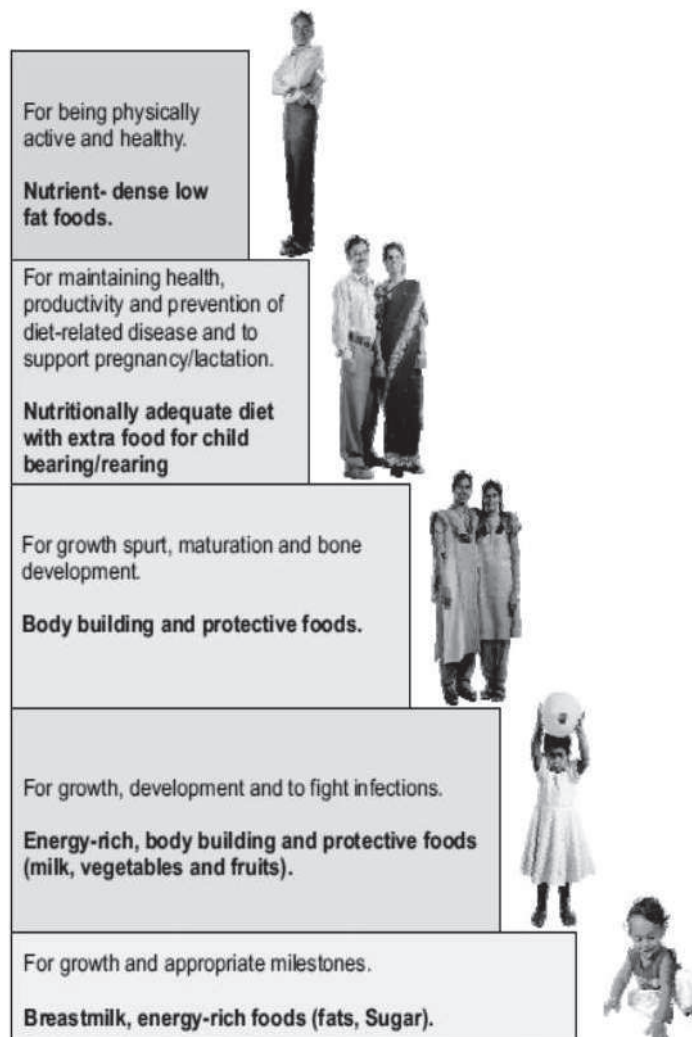 For being physically
active and healthy.
Nutrient- dense low
fat foods.
For maintaining health,
productivity and prevention of
diet-related disease and to
support pregnancy/lactation.
Nutritionally adequate diet
with extra food for child
bearing/rearing
For growth spurt, maturation and bone
development.
Body building and protective foods.
For growth, development and to fight infections.
Energy-rich, body building and protective foods
(milk, vegetables and fruits).
For growth and appropriate milestones.
Breastmilk, energy-rich foods (fats, Sugar).